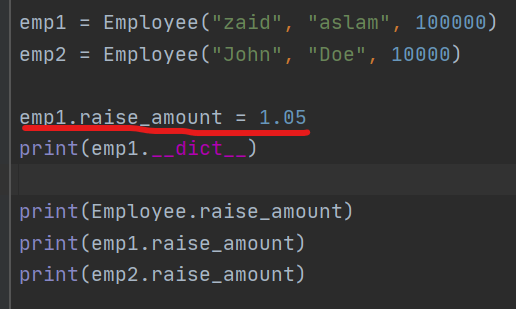 emp1 = Employee("zaid", "aslam", 100000)
emp2 = Employee("John", "Doe", 10000)
emp1.raise_amount = 1.05
print(emp1.__dict__)
print(Employee.raise_amount)
print(emp1.raise_amount)
print(emp2.raise_amount)